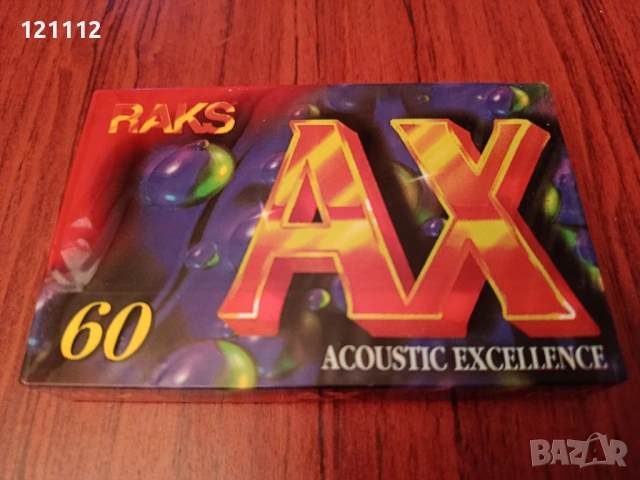 121112
RAKS
AX
60
ACOUSTIC EXCELLENCE
BAZAR